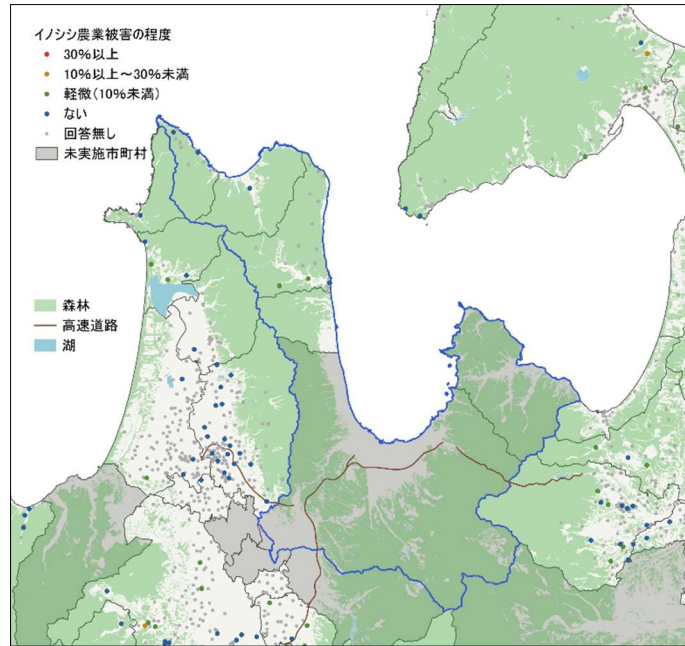 イノシシ農業被害の程度
30%以上
10%以上~30%未満
軽微(10%未満)
ない
回答無し
未実施市町村
森林
高速道路
湖